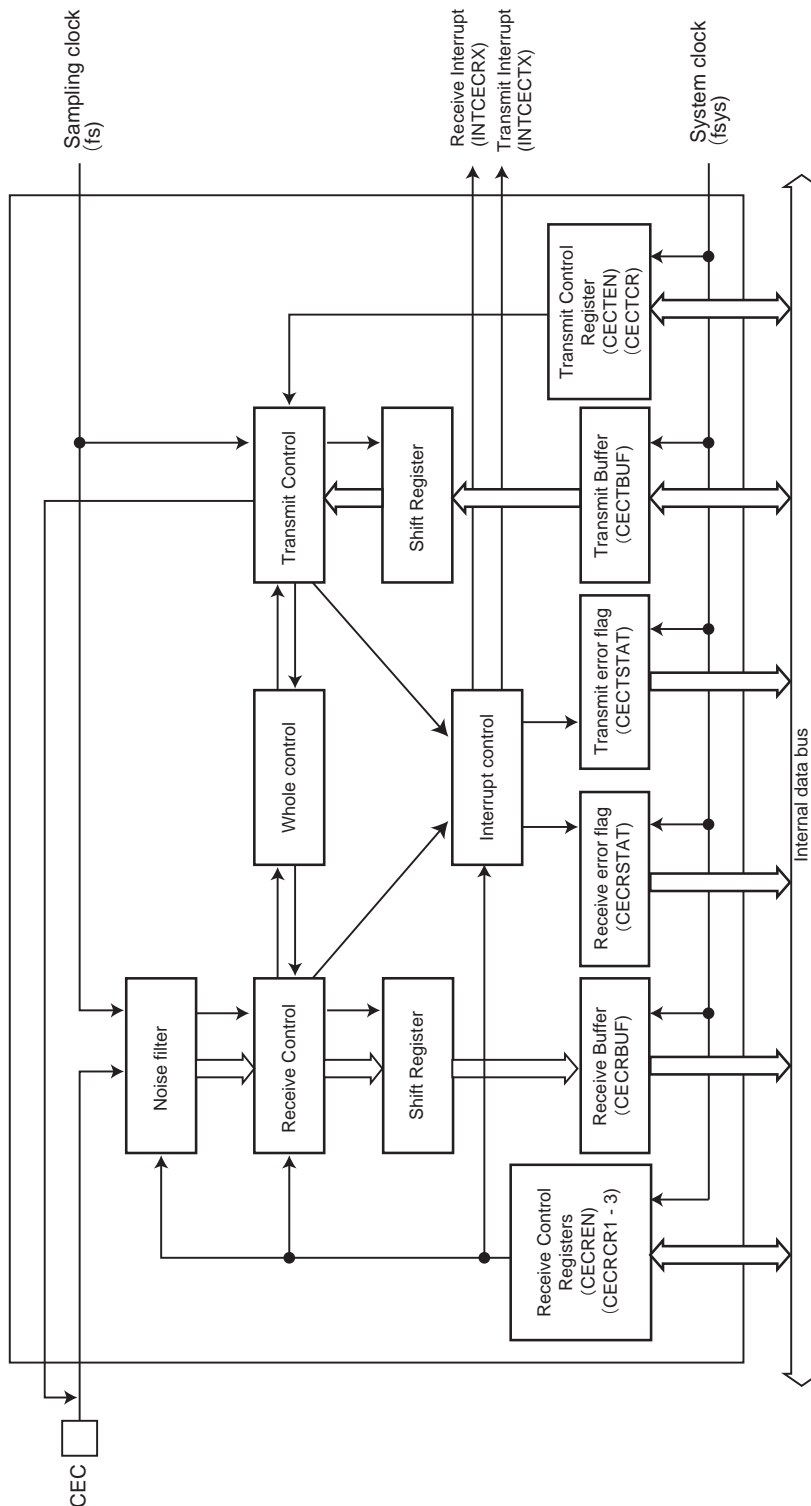 CEC
Sampling clock
(fs)
Noise filter
Receive Control
Whole control
Transmit Control
Shift Register
Shift Register
Interrupt control
Receive Interrupt
(INTCECRX)
Transmit Interrupt
(INTCECTX)
Receive Control
Registers
(CECREN)
(CECRCR1 - 3)
Receive Buffer
(CECRBUF)
Receive error flag
(CECRSTAT)
Transmit error flag
(CECTSTAT)
Transmit Buffer
(CECTBUF)
Transmit Control
Register
(CECTEN)
(CECTCR)
System clock
(fsys)
Internal data bus